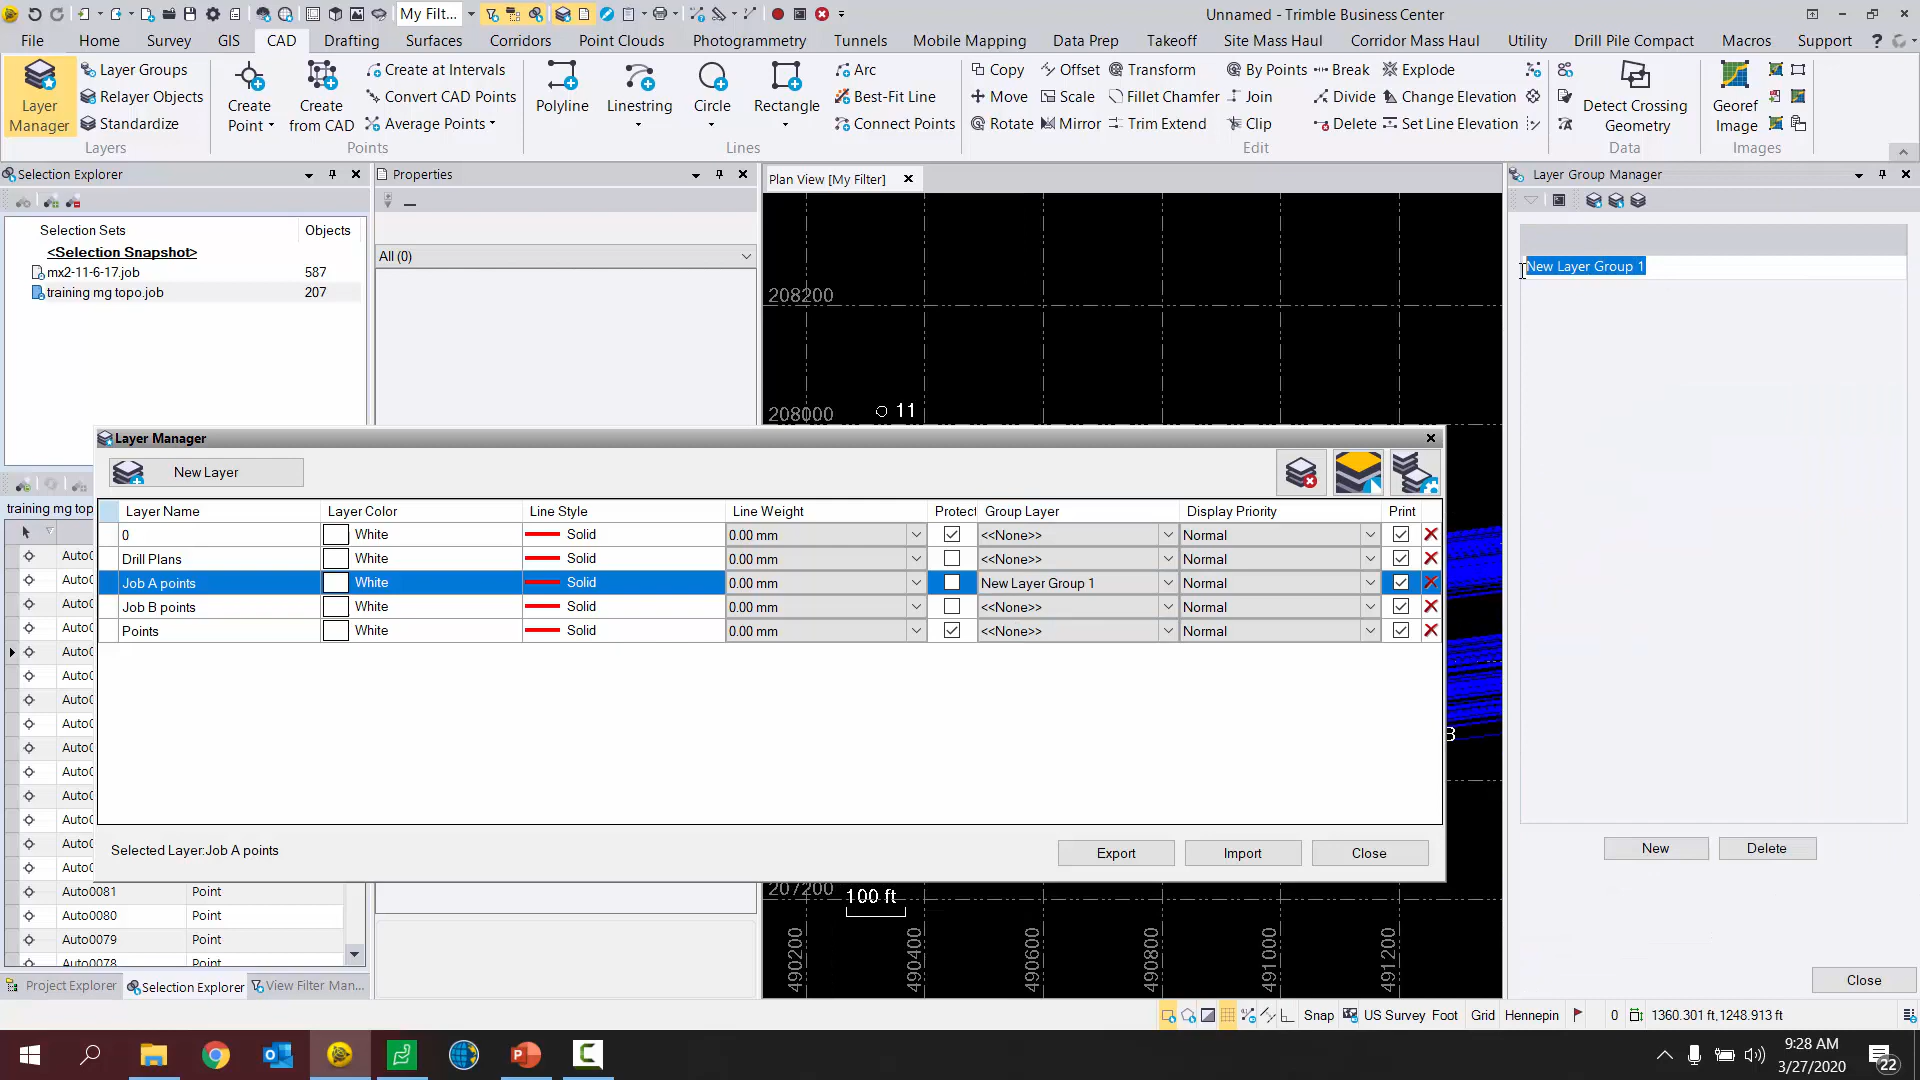 My Filt...
Unnamed - Trimble Business Center
File Home Survey GIS CAD Drafting Surfaces Corridors Point Clouds Photogrammetry Tunnels Mobile Mapping Data Prep Takeoff Site Mass Haul Corridor Mass Haul Utility Drill Pile Compact Macros Support
Layer Manager
Layer Groups
Relayer Objects
Standardize
Layers
Create Point
Create from CAD
Create at Intervals
Convert CAD Points
Average Points
Points
Polyline
Linestring
Circle
Rectangle
Arc
Best-Fit Line
Connect Points
Lines
Copy Offset Transform By Points Break Explode
Move Scale Fillet Chamfer Join Divide Change Elevation
Rotate Mirror Trim Extend Clip Delete Set Line Elevation
Edit
Detect Crossing Geometry
Data
Georef Image
Images
Selection Explorer
Selection Sets Objects
<Selection Snapshot>
mx2-11-6-17.job 587
training mg topo.job 207
Properties
All (0)
Plan View [My Filter]
208200
208000
11
207200
100 ft
490200
490400
490600
490800
491000
491200
Layer Group Manager
New Layer Group 1
New Delete
Close
Layer Manager
New Layer
Layer Name Layer Color Line Style Line Weight Protect Group Layer Display Priority Print
0 White Solid 0.00 mm <<None>> Normal
Drill Plans White Solid 0.00 mm <<None>> Normal
Job A points White Solid 0.00 mm New Layer Group 1 Normal
Job B points White Solid 0.00 mm <<None>> Normal
Points White Solid 0.00 mm <<None>> Normal
Selected Layer:Job A points
Export Import Close
training mg top
Auto0081 Point
Auto0080 Point
Auto0079 Point
Auto0078 Point
Project Explorer Selection Explorer View Filter Man...
Snap US Survey Foot Grid Hennepin 0 1360.301 ft,1248.913 ft
9:28 AM
3/27/2020
22